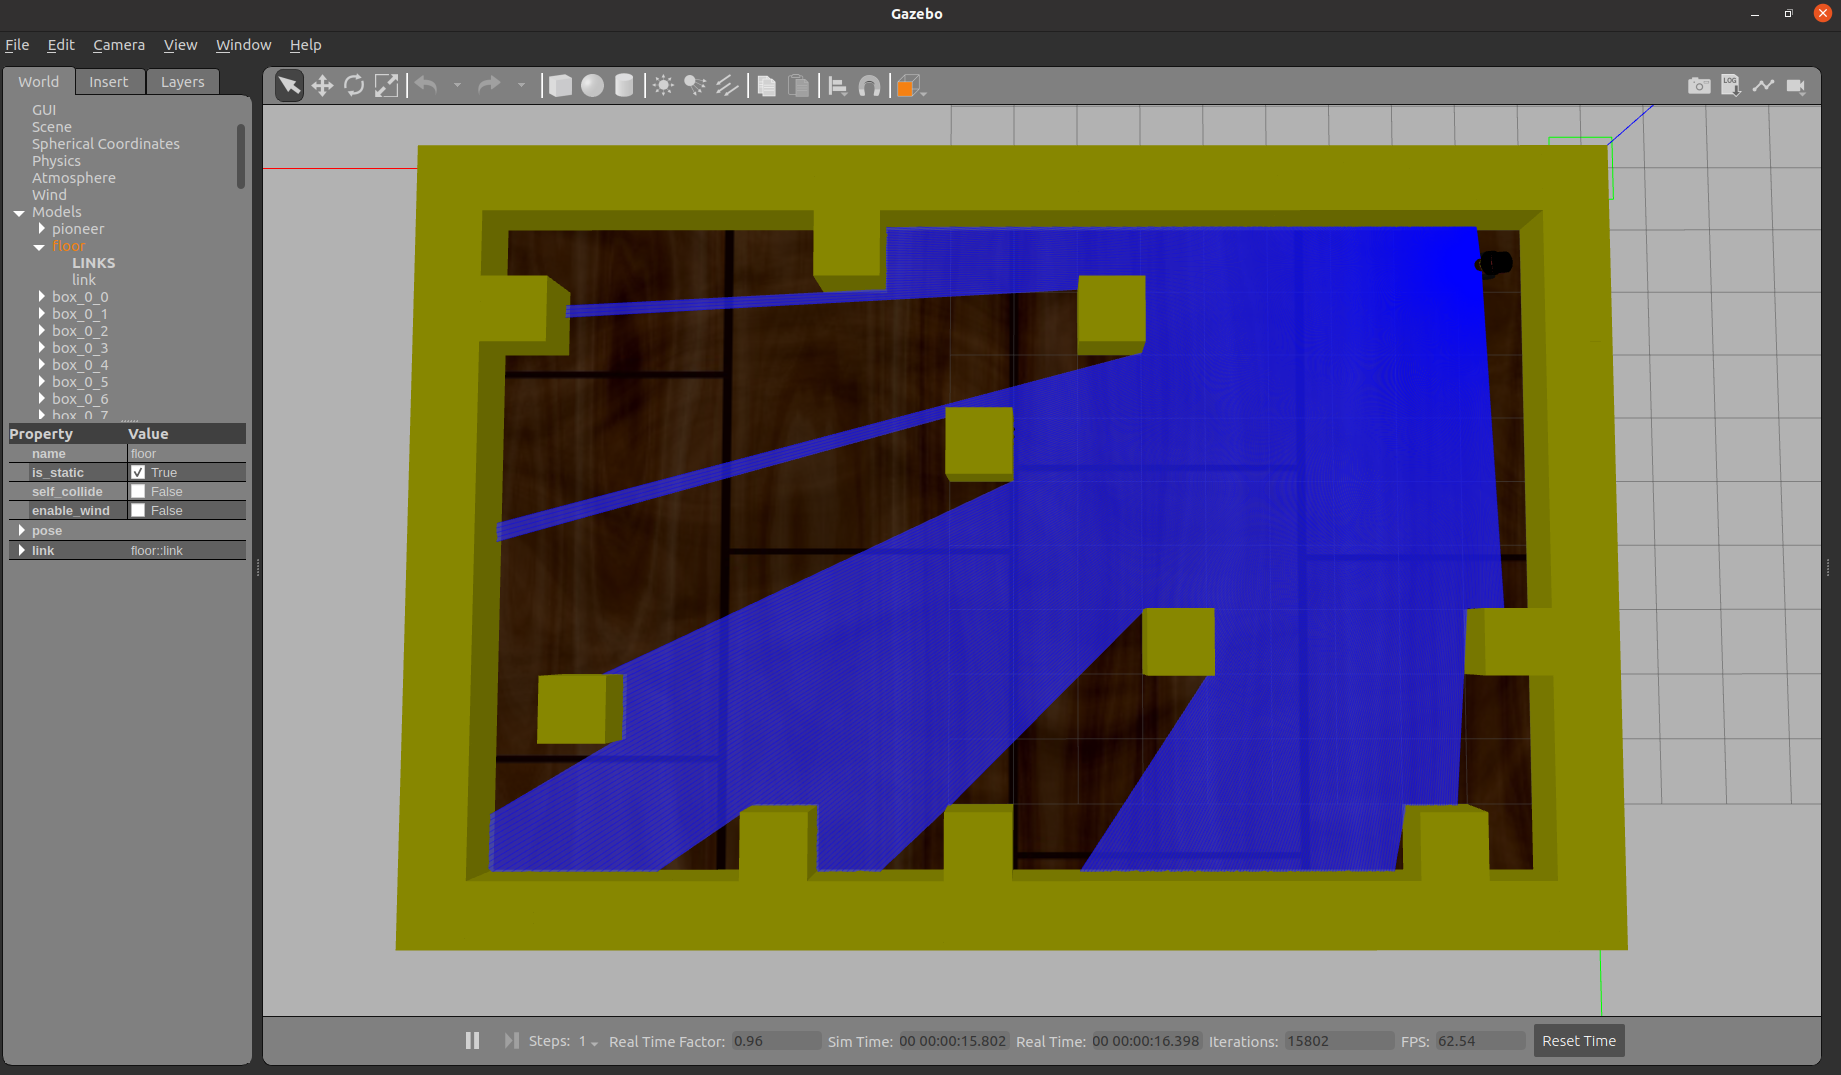 Gazebo
File Edit Camera View Window Help
World Insert Layers
LOG
GUI
Scene
Spherical Coordinates
Physics
Atmosphere
Wind
Models
pioneer
floor
LINKS
link
box_0_0
box_0_1
box_0_2
box_0_3
box_0_4
box_0_5
box_0_6
box_0_7
Property Value
name floor
is_static True
self_collide False
enable_wind False
pose
link floor::link
Steps: 1 Real Time Factor: 0.96 Sim Time: 00 00:00:15.802 Real Time: 00 00:00:16.398 Iterations: 15802 FPS: 62.54 Reset Time